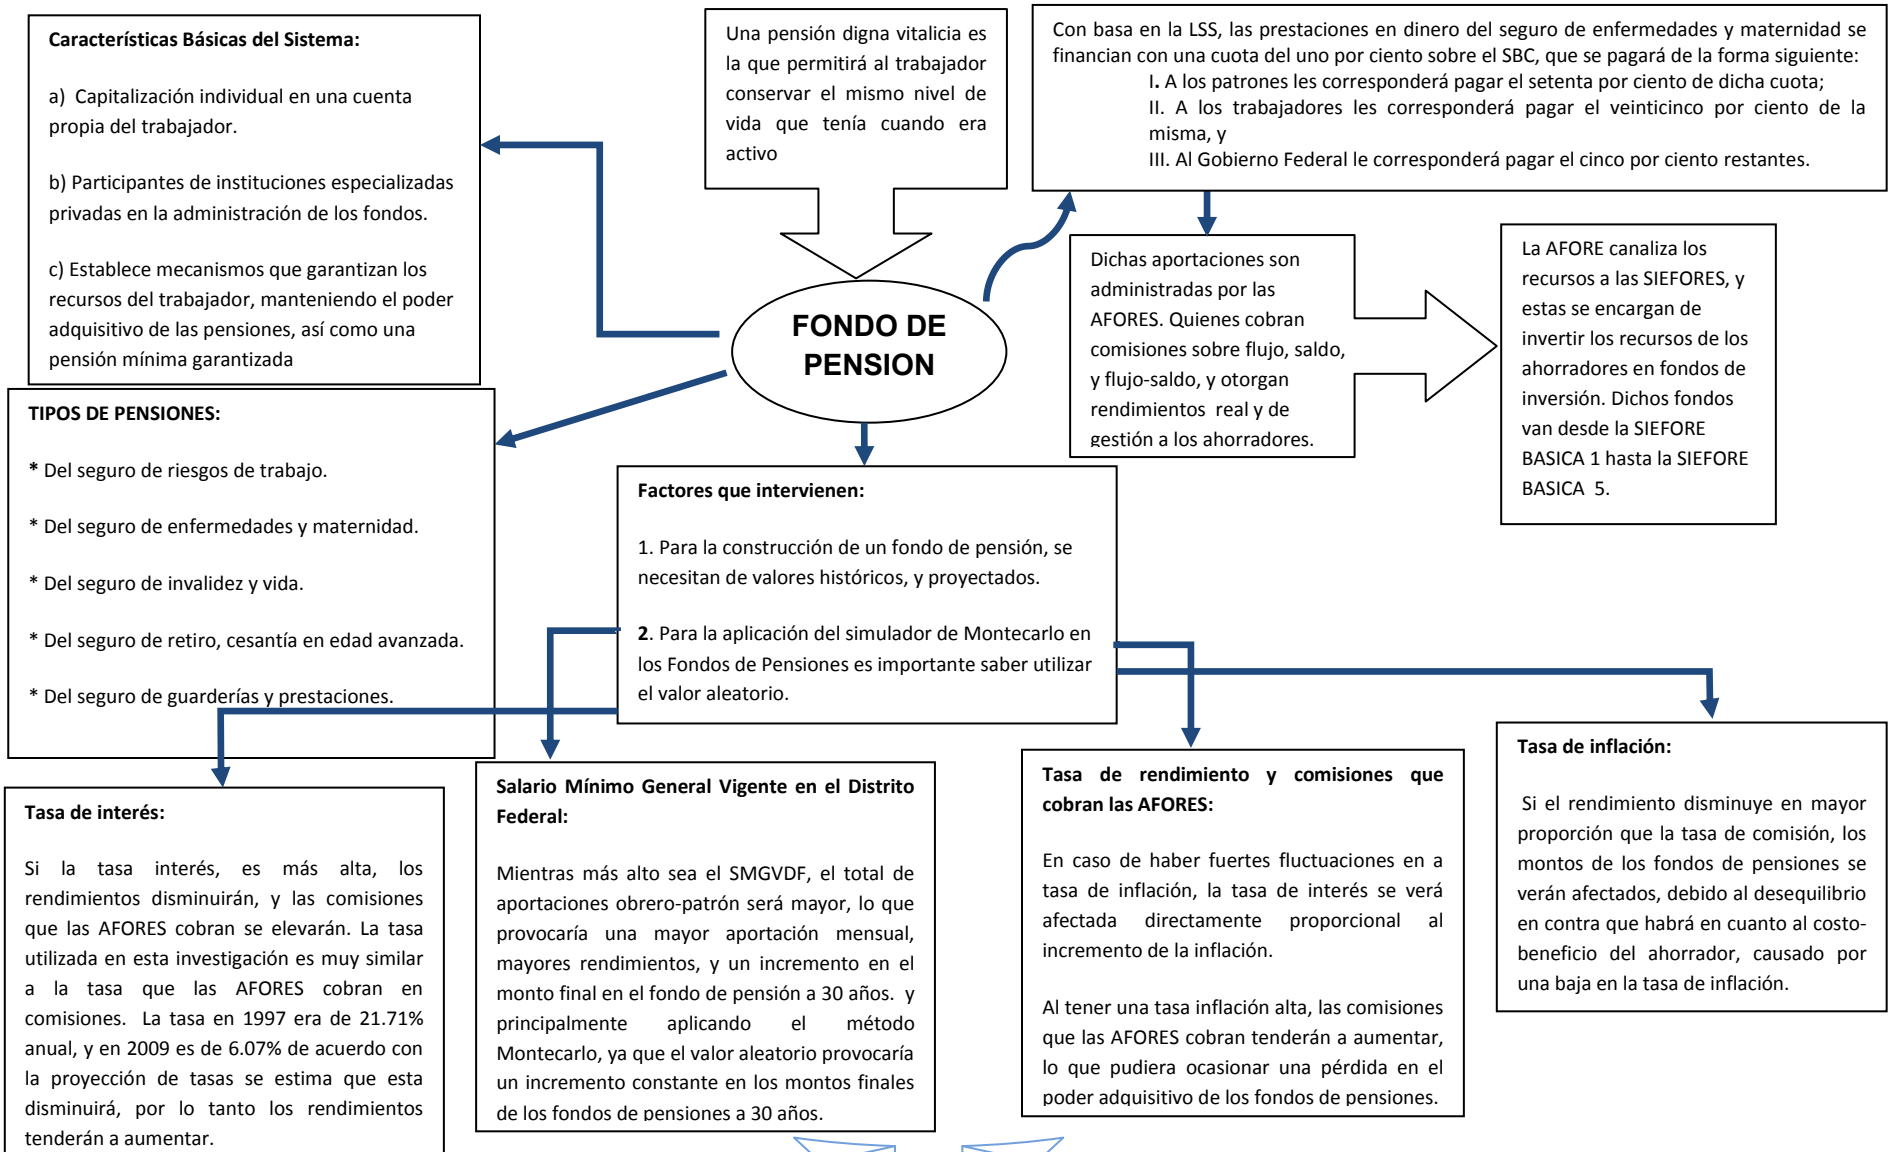 Características Básicas del Sistema:
a) Capitalización individual en una cuenta
propia del trabajador.
b) Participantes de instituciones especializadas
privadas en la administración de los fondos.
c) Establece mecanismos que garantizan los
recursos del trabajador, manteniendo el poder
adquisitivo de las pensiones, así como una
pensión mínima garantizada
Una pensión digna vitalicia es
la que permitirá al trabajador
conservar el mismo nivel de
vida que tenía cuando era
activo
Con basa en la LSS, las prestaciones en dinero del seguro de enfermedades y maternidad se
financian con una cuota del uno por ciento sobre el SBC, que se pagará de la forma siguiente:
I. A los patrones les corresponderá pagar el setenta por ciento de dicha cuota;
II. A los trabajadores les corresponderá pagar el veinticinco por ciento de la
misma, y
III. Al Gobierno Federal le corresponderá pagar el cinco por ciento restantes.
FONDO DE
PENSION
Dichas aportaciones son
administradas por las
AFORES. Quienes cobran
comisiones sobre flujo, saldo,
y flujo-saldo, y otorgan
rendimientos real y de
gestión a los ahorradores.
La AFORE canaliza los
recursos a las SIEFORES, y
estas se encargan de
invertir los recursos de los
ahorradores en fondos de
inversión. Dichos fondos
van desde la SIEFORE
BASICA 1 hasta la SIEFORE
BASICA 5.
TIPOS DE PENSIONES:
* Del seguro de riesgos de trabajo.
* Del seguro de enfermedades y maternidad.
* Del seguro de invalidez y vida.
* Del seguro de retiro, cesantía en edad avanzada.
* Del seguro de guarderías y prestaciones.
Factores que intervienen:
1. Para la construcción de un fondo de pensión, se
necesitan de valores históricos, y proyectados.
2. Para la aplicación del simulador de Montecarlo en
los Fondos de Pensiones es importante saber utilizar
el valor aleatorio.
Tasa de interés:
Si la tasa interés, es más alta, los
rendimientos disminuirán, y las comisiones
que las AFORES cobran se elevarán. La tasa
utilizada en esta investigación es muy similar
a la tasa que las AFORES cobran en
comisiones. La tasa en 1997 era de 21.71%
anual, y en 2009 es de 6.07% de acuerdo con
la proyección de tasas se estima que esta
disminuirá, por lo tanto los rendimientos
tenderán a aumentar.
Salario Mínimo General Vigente en el Distrito
Federal:
Mientras más alto sea el SMGVDF, el total de
aportaciones obrero-patrón será mayor, lo que
provocaría una mayor aportación mensual,
mayores rendimientos, y un incremento en el
monto final en el fondo de pensión a 30 años. y
principalmente aplicando el método
Montecarlo, ya que el valor aleatorio provocaría
un incremento constante en los montos finales
de los fondos de pensiones a 30 años.
Tasa de rendimiento y comisiones que
cobran las AFORES:
En caso de haber fuertes fluctuaciones en a
tasa de inflación, la tasa de interés se verá
afectada directamente proporcional al
incremento de la inflación.
Al tener una tasa inflación alta, las comisiones
que las AFORES cobran tenderán a aumentar,
lo que pudiera ocasionar una pérdida en el
poder adquisitivo de los fondos de pensiones.
Tasa de inflación:
Si el rendimiento disminuye en mayor
proporción que la tasa de comisión, los
montos de los fondos de pensiones se
verán afectados, debido al desequilibrio
en contra que habrá en cuanto al costo-
beneficio del ahorrador, causado por
una baja en la tasa de inflación.